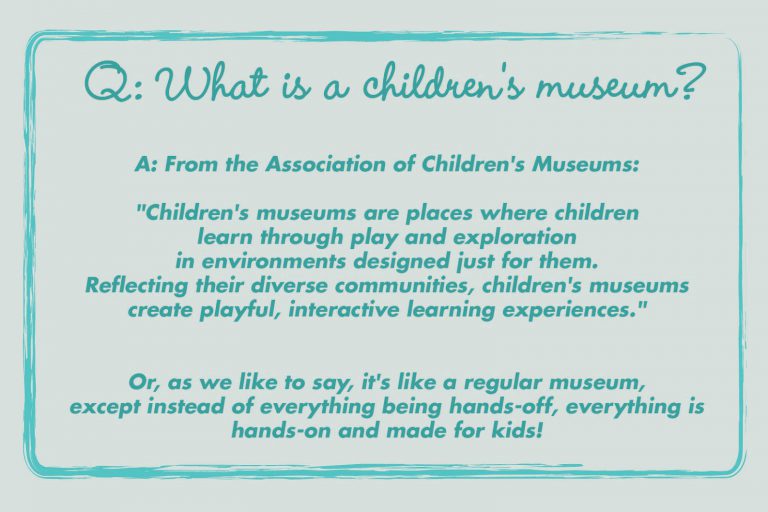 Q: What is a children's museum?
A: From the Association of Children's Museums:
"Children's museums are places where children
learn through play and exploration
in environments designed just for them.
Reflecting their diverse communities, children's museums
create playful, interactive learning experiences."
Or, as we like to say, it's like a regular museum,
except instead of everything being hands-off, everything is
hands-on and made for kids!